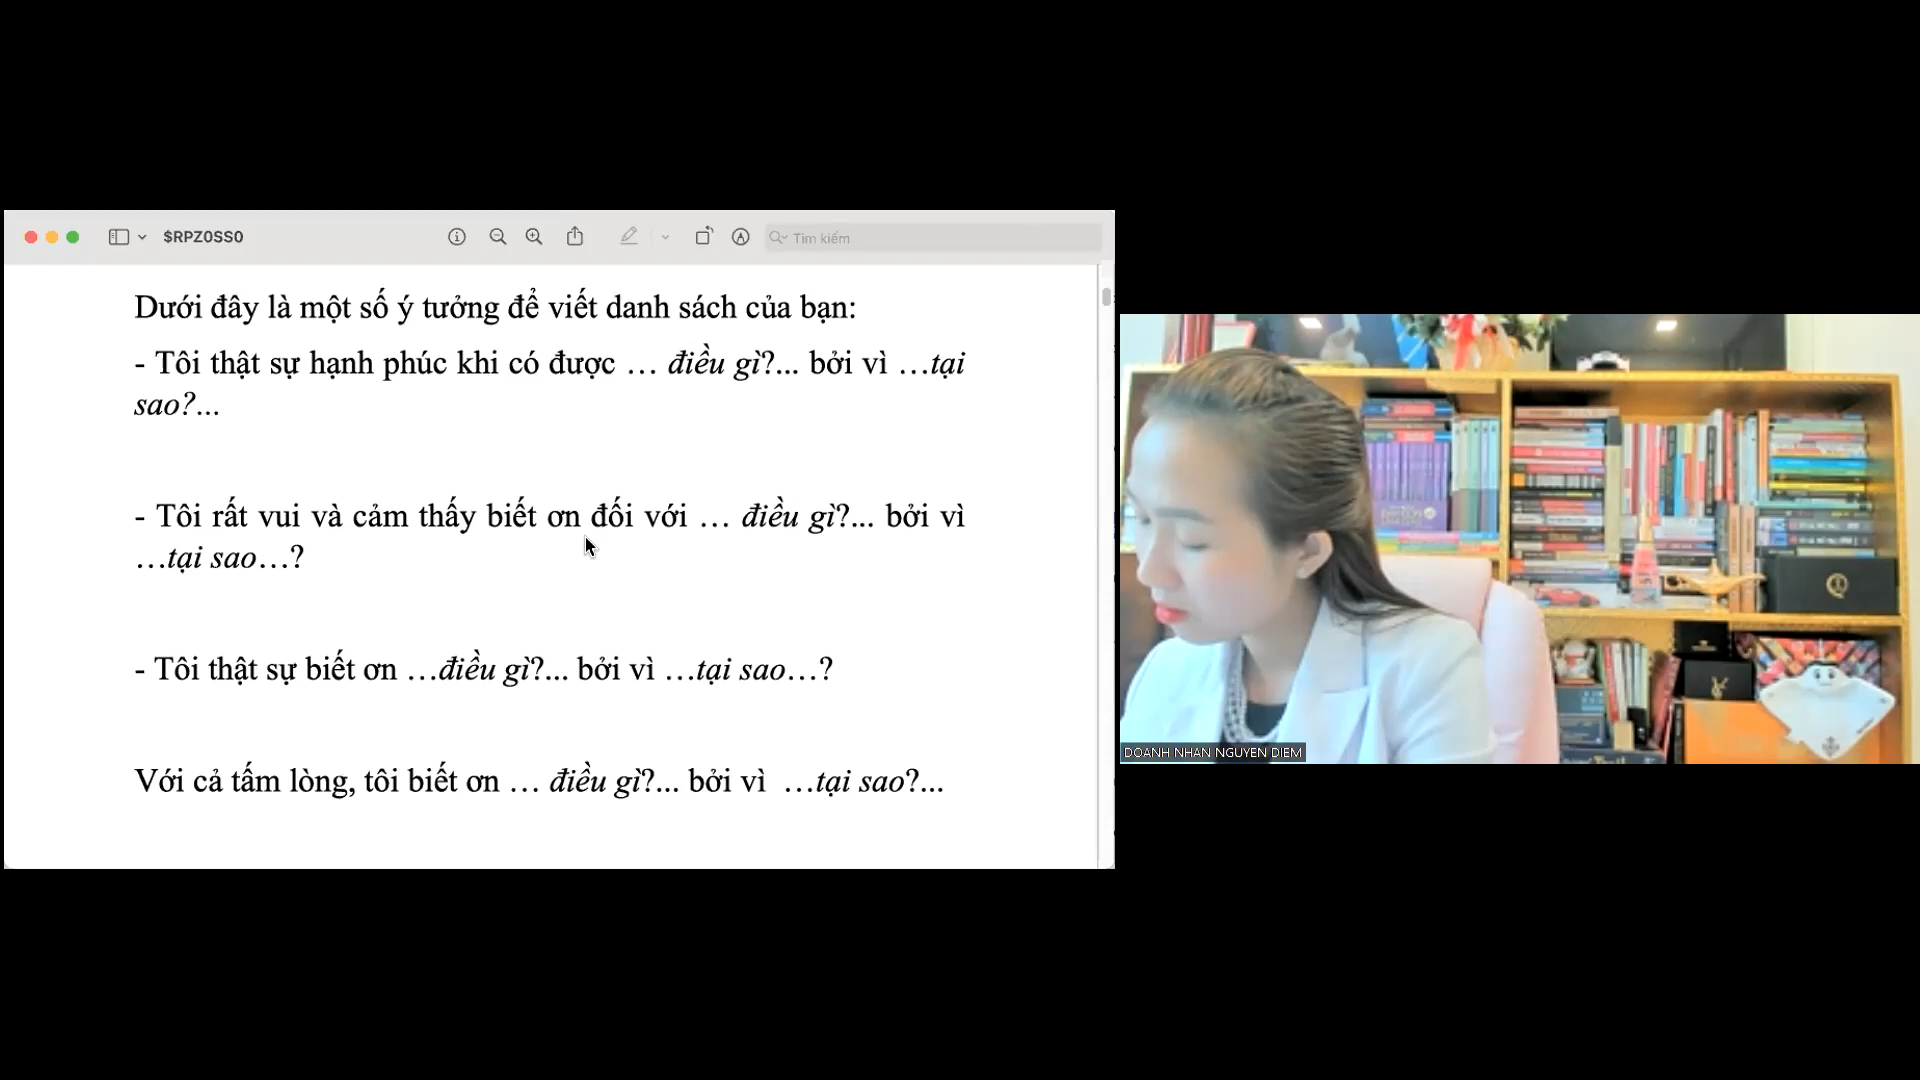 $RPZ0SS0
Tìm kiếm
Dưới đây là một số ý tưởng để viết danh sách của bạn:
- Tôi thật sự hạnh phúc khi có được … điều gì?... bởi vì …tại
sao?...
- Tôi rất vui và cảm thấy biết ơn đối với … điều gì?... bởi vì
…tại sao…?
- Tôi thật sự biết ơn …điều gì?... bởi vì …tại sao…?
Với cả tấm lòng, tôi biết ơn … điều gì?... bởi vì …tại sao?...
DOANH NHAN NGUYEN DIEM